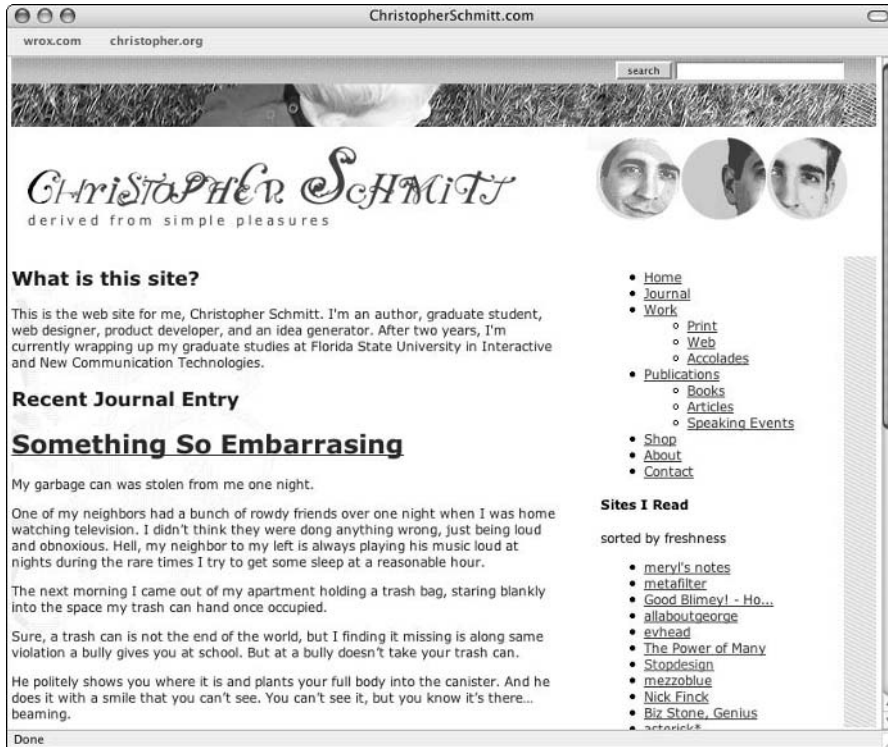 ChristopherSchmitt.com
wrox.com christopher.org
search
CHriSToPHeR ScHMiTT
derived from simple pleasures
What is this site?
This is the web site for me, Christopher Schmitt. I'm an author, graduate student,
web designer, product developer, and an idea generator. After two years, I'm
currently wrapping up my graduate studies at Florida State University in Interactive
and New Communication Technologies.
Recent Journal Entry
Something So Embarrasing
My garbage can was stolen from me one night.
One of my neighbors had a bunch of rowdy friends over one night when I was home
watching television. I didn't think they were dong anything wrong, just being loud
and obnoxious. Hell, my neighbor to my left is always playing his music loud at
nights during the rare times I try to get some sleep at a reasonable hour.
The next morning I came out of my apartment holding a trash bag, staring blankly
into the space my trash can hand once occupied.
Sure, a trash can is not the end of the world, but I finding it missing is along same
violation a bully gives you at school. But at a bully doesn't take your trash can.
He politely shows you where it is and plants your full body into the canister. And he
does it with a smile that you can't see. You can't see it, but you know it's there…
beaming.
Home
Journal
Work
Print
Web
Accolades
Publications
Books
Articles
Speaking Events
Shop
About
Contact
Sites I Read
sorted by freshness
meryl's notes
metafilter
Good Blimey! - Ho...
allaboutgeorge
evhead
The Power of Many
Stopdesign
mezzoblue
Nick Finck
Biz Stone, Genius
asterisk*
Done